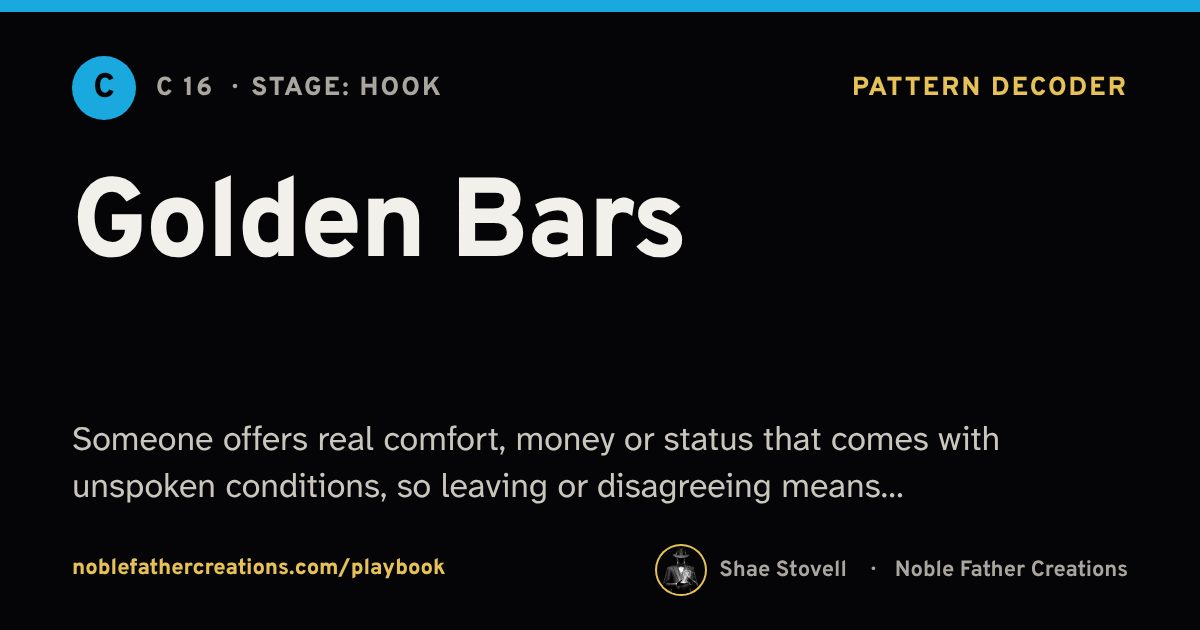 C
C 16 · STAGE: HOOK
PATTERN DECODER
Golden Bars
Someone offers real comfort, money or status that comes with
unspoken conditions, so leaving or disagreeing means...
noblefathercreations.com/playbook
Shae Stovell · Noble Father Creations